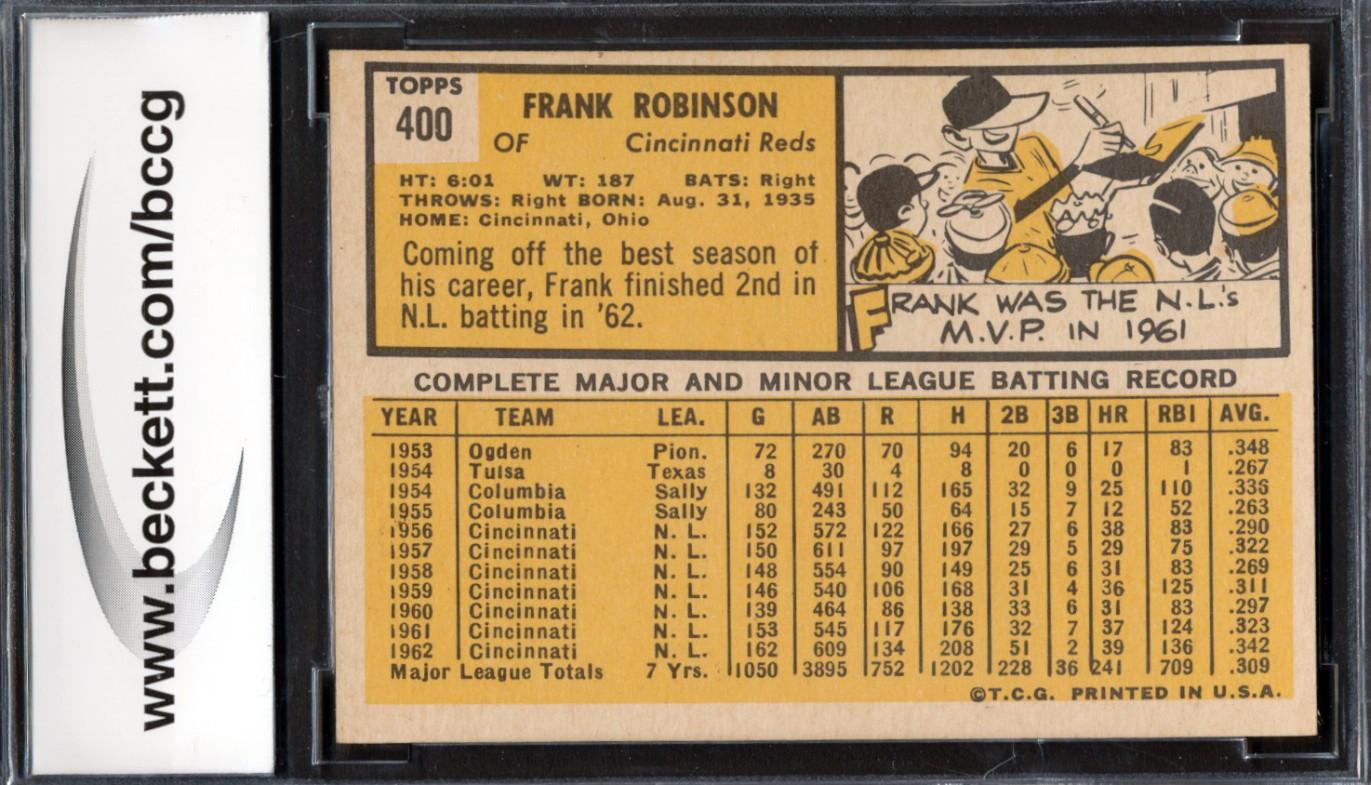 www.beckett.com/bccg
TOPPS
400
FRANK ROBINSON
OF Cincinnati Reds
HT: 6:01 WT: 187 BATS: Right
THROWS: Right BORN: Aug. 31, 1935
HOME: Cincinnati, Ohio
Coming off the best season of
his career, Frank finished 2nd in
N.L. batting in '62.
FRANK WAS THE N.L.'s
M.V.P. IN 1961
COMPLETE MAJOR AND MINOR LEAGUE BATTING RECORD
YEAR TEAM LEA. G AB R H 2B 3B HR RBI AVG.
1953 Ogden Pion. 72 270 70 94 20 6 17 83 .348
1954 Tulsa Texas 8 30 4 8 0 0 0 1 .267
1954 Columbia Sally 132 491 112 165 32 9 25 110 .336
1955 Columbia Sally 80 243 50 64 15 7 12 52 .263
1956 Cincinnati N. L. 152 572 122 166 27 6 38 83 .290
1957 Cincinnati N. L. 150 611 97 197 29 5 29 75 .322
1958 Cincinnati N. L. 148 554 90 149 25 6 31 83 .269
1959 Cincinnati N. L. 146 540 106 168 31 4 36 125 .311
1960 Cincinnati N. L. 139 464 86 138 33 6 31 83 .297
1961 Cincinnati N. L. 153 545 117 176 32 7 37 124 .323
1962 Cincinnati N. L. 162 609 134 208 51 2 39 136 .342
Major League Totals 7 Yrs. 1050 3895 752 1202 228 36 241 709 .309
©T.C.G. PRINTED IN U.S.A.